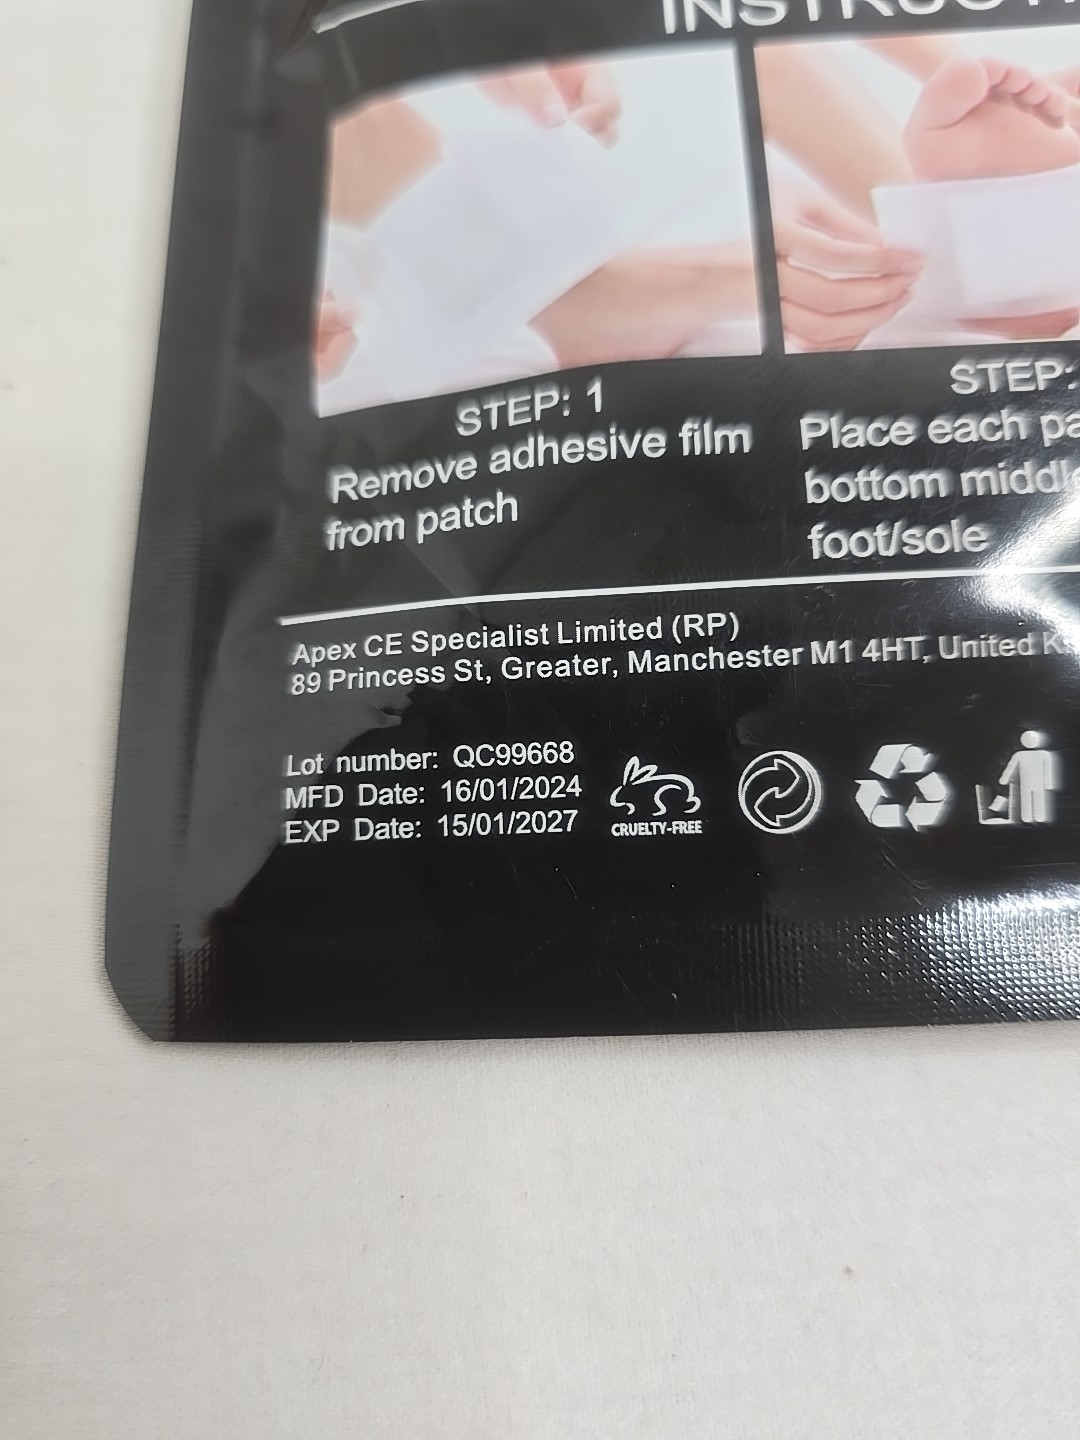 STEP: 1
Remove adhesive film
from patch
STEP:
Place each
bottom
foot/sole
Apex CE Specialist Limited (RP)
89 Princess St, Greater, Manchester M1 4HT, United
Lot number: QC99668
MFD Date: 16/01/2024
EXP Date: 15/01/2027
CRUELTY-FREE